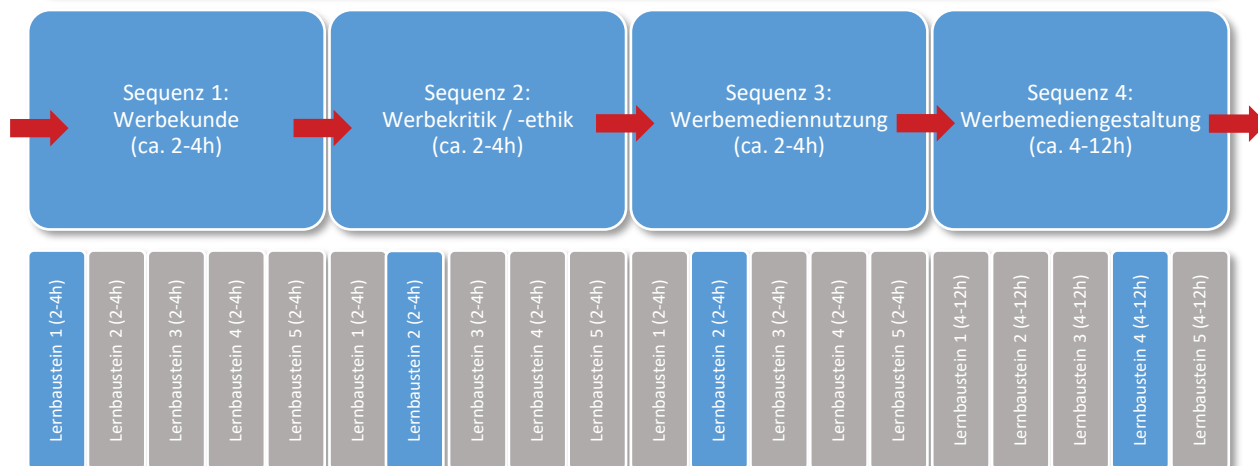 Sequenz 1:
Werbekunde
(ca. 2-4h)
Sequenz 2:
Werbekritik / -ethik
(ca. 2-4h)
Sequenz 3:
Werbemediennutzung
(ca. 2-4h)
Sequenz 4:
Werbemediengestaltung
(ca. 4-12h)
Lernbaustein 1 (2-4h)
Lernbaustein 2 (2-4h)
Lernbaustein 3 (2-4h)
Lernbaustein 4 (2-4h)
Lernbaustein 5 (2-4h)
Lernbaustein 1 (2-4h)
Lernbaustein 2 (2-4h)
Lernbaustein 3 (2-4h)
Lernbaustein 4 (2-4h)
Lernbaustein 5 (2-4h)
Lernbaustein 1 (2-4h)
Lernbaustein 2 (2-4h)
Lernbaustein 3 (2-4h)
Lernbaustein 4 (2-4h)
Lernbaustein 5 (2-4h)
Lernbaustein 1 (4-12h)
Lernbaustein 2 (4-12h)
Lernbaustein 3 (4-12h)
Lernbaustein 4 (4-12h)
Lernbaustein 5 (4-12h)